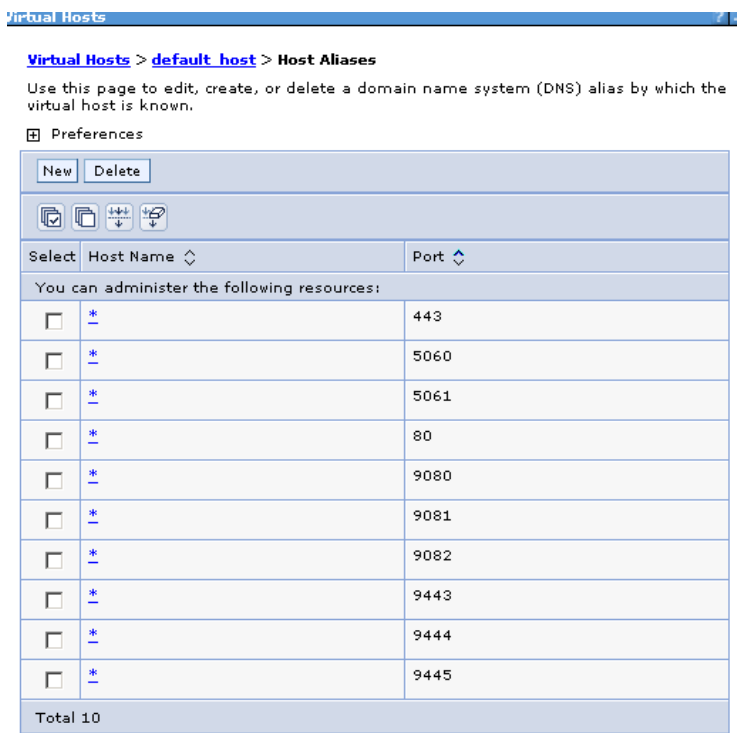 Virtual Hosts
Virtual Hosts > default_host > Host Aliases
Use this page to edit, create, or delete a domain name system (DNS) alias by which the
virtual host is known.
Preferences
New Delete
Select Host Name Port
You can administer the following resources:
* 443
* 5060
* 5061
* 80
* 9080
* 9081
* 9082
* 9443
* 9444
* 9445
Total 10